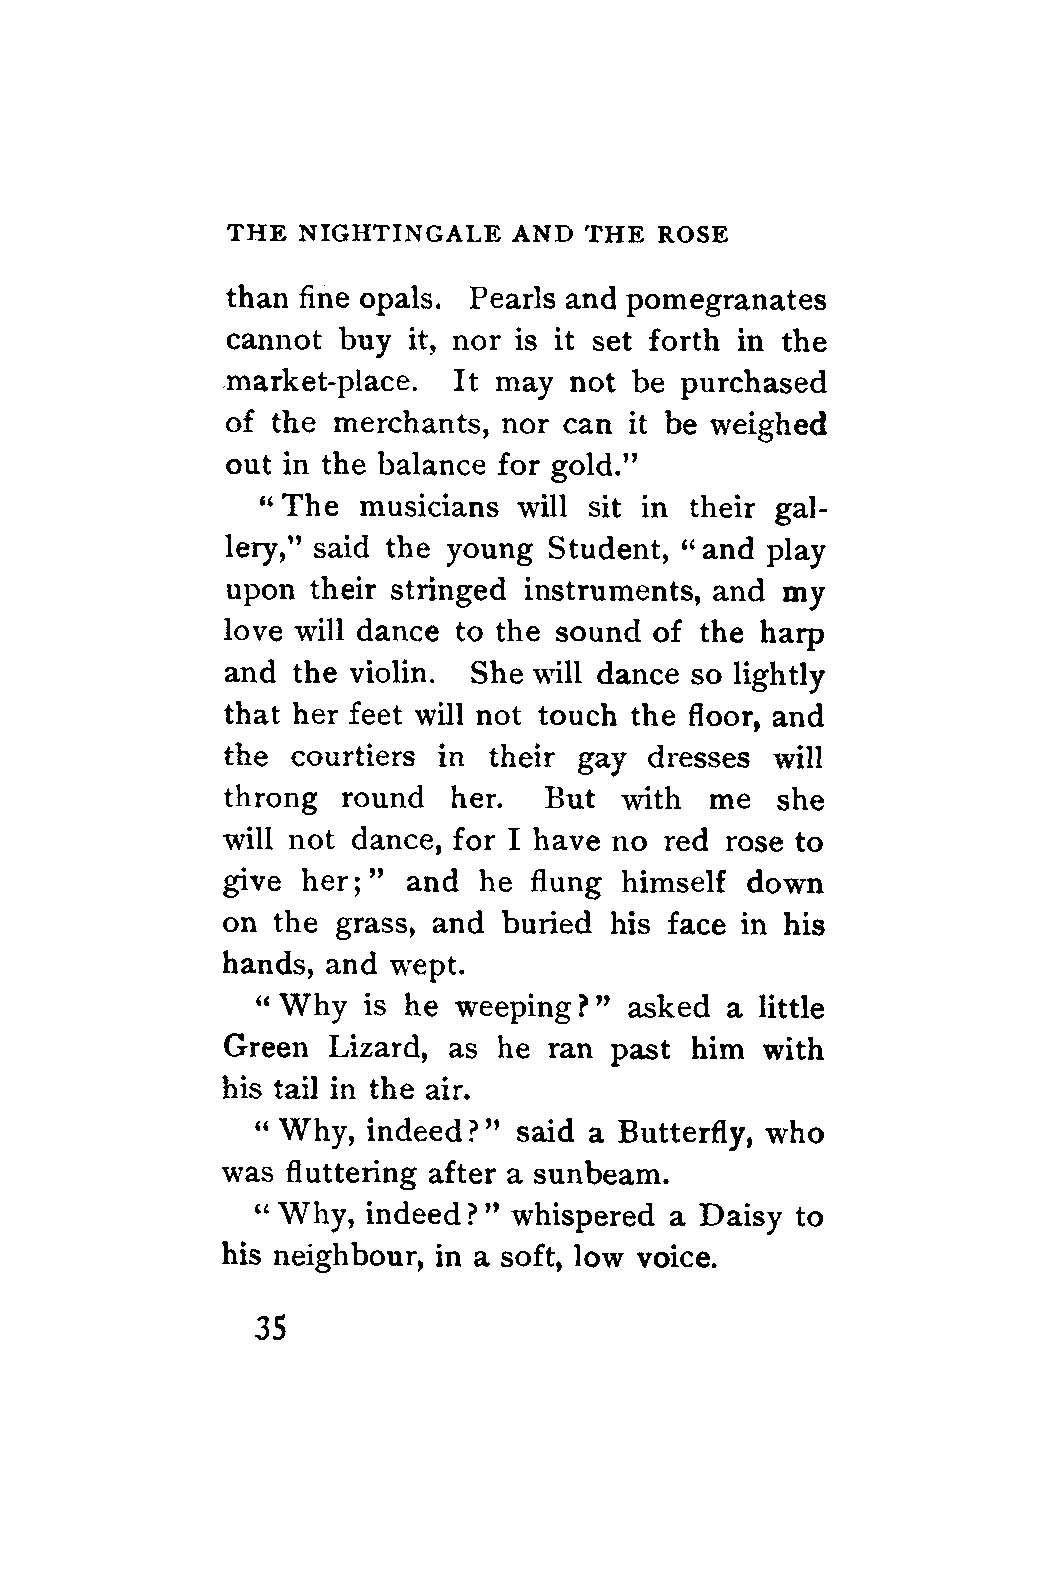 THE NIGHTINGALE AND THE ROSE
than fine opals. Pearls and pomegranates
cannot buy it, nor is it set forth in the
market-place. It may not be purchased
of the merchants, nor can it be weighed
out in the balance for gold."
"The musicians will sit in their gal-
lery," said the young Student, "and play
upon their stringed instruments, and my
love will dance to the sound of the harp
and the violin. She will dance so lightly
that her feet will not touch the floor, and
the courtiers in their gay dresses will
throng round her. But with me she
will not dance, for I have no red rose to
give her;" and he flung himself down
on the grass, and buried his face in his
hands, and wept.
"Why is he weeping?" asked a little
Green Lizard, as he ran past him with
his tail in the air.
"Why, indeed?" said a Butterfly, who
was fluttering after a sunbeam.
"Why, indeed?" whispered a Daisy to
his neighbour, in a soft, low voice.
35